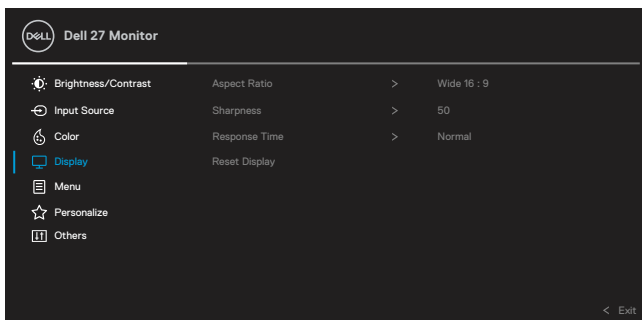 DELL Dell 27 Monitor
Brightness/Contrast Aspect Ratio > Wide 16 : 9
Input Source Sharpness > 50
Color Response Time > Normal
Display Reset Display
Menu
Personalize
Others
< Exit